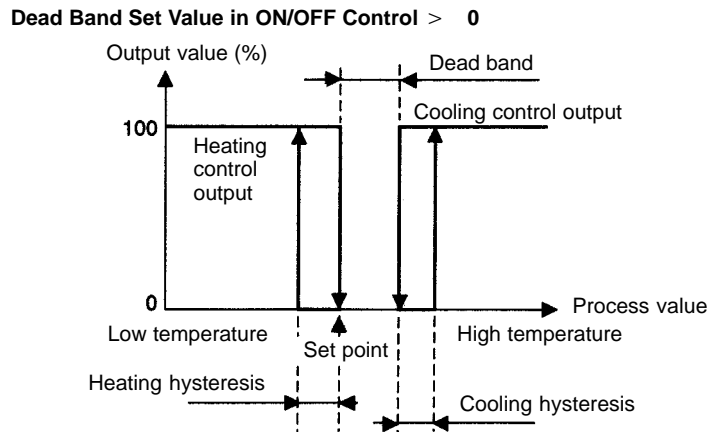 Dead Band Set Value in ON/OFF Control > 0
Output value (%)
Dead band
Cooling control output
100
Heating
control
output
0
Process value
Low temperature
High temperature
Set point
Heating hysteresis
Cooling hysteresis